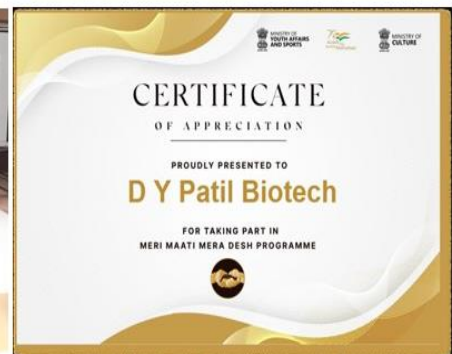 MINISTRY OF
YOUTH AFFAIRS
AND SPORTS
MINISTRY OF
CULTURE
CERTIFICATE
OF APPRECIATION
PROUDLY PRESENTED TO
D Y Patil Biotech
FOR TAKING PART IN
MERI MAATI MERA DESH PROGRAMME